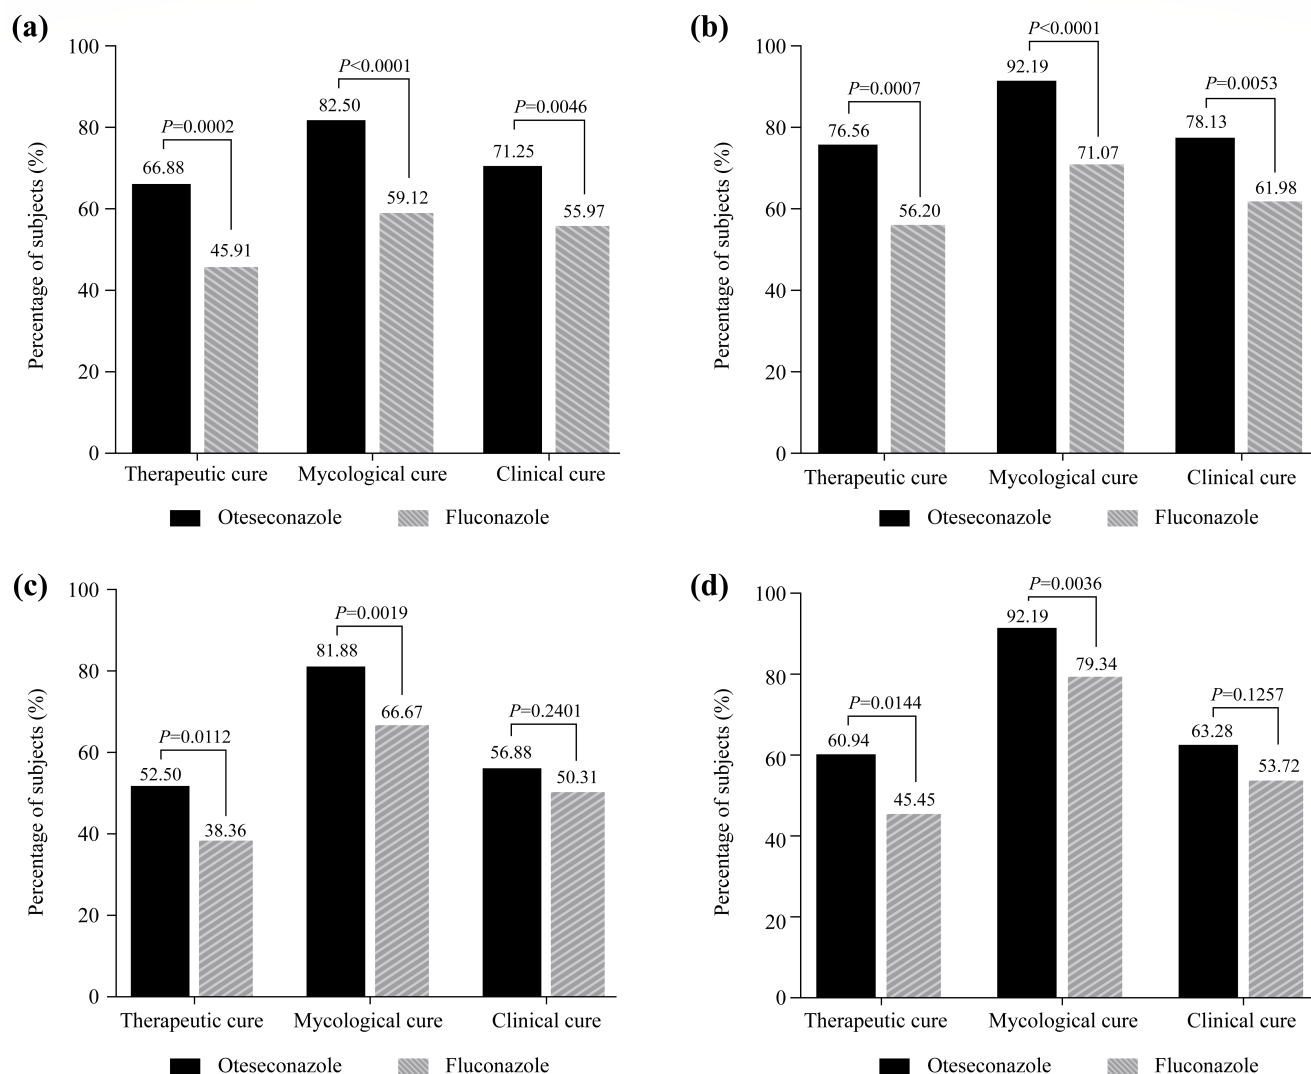 (a)
Percentage of subjects (%)
100
80
60
40
20
0
P=0.0002
66.88
45.91
P<0.0001
82.50
59.12
P=0.0046
71.25
55.97
Therapeutic cure
Mycological cure
Clinical cure
Oteseconazole
Fluconazole
(b)
Percentage of subjects (%)
100
80
60
40
20
0
P=0.0007
76.56
56.20
P<0.0001
92.19
71.07
P=0.0053
78.13
61.98
Therapeutic cure
Mycological cure
Clinical cure
Oteseconazole
Fluconazole
(c)
Percentage of subjects (%)
100
80
60
40
20
0
P=0.0112
52.50
38.36
P=0.0019
81.88
66.67
P=0.2401
56.88
50.31
Therapeutic cure
Mycological cure
Clinical cure
Oteseconazole
Fluconazole
(d)
Percentage of subjects (%)
100
80
60
40
20
0
P=0.0144
60.94
45.45
P=0.0036
92.19
79.34
P=0.1257
63.28
53.72
Therapeutic cure
Mycological cure
Clinical cure
Oteseconazole
Fluconazole